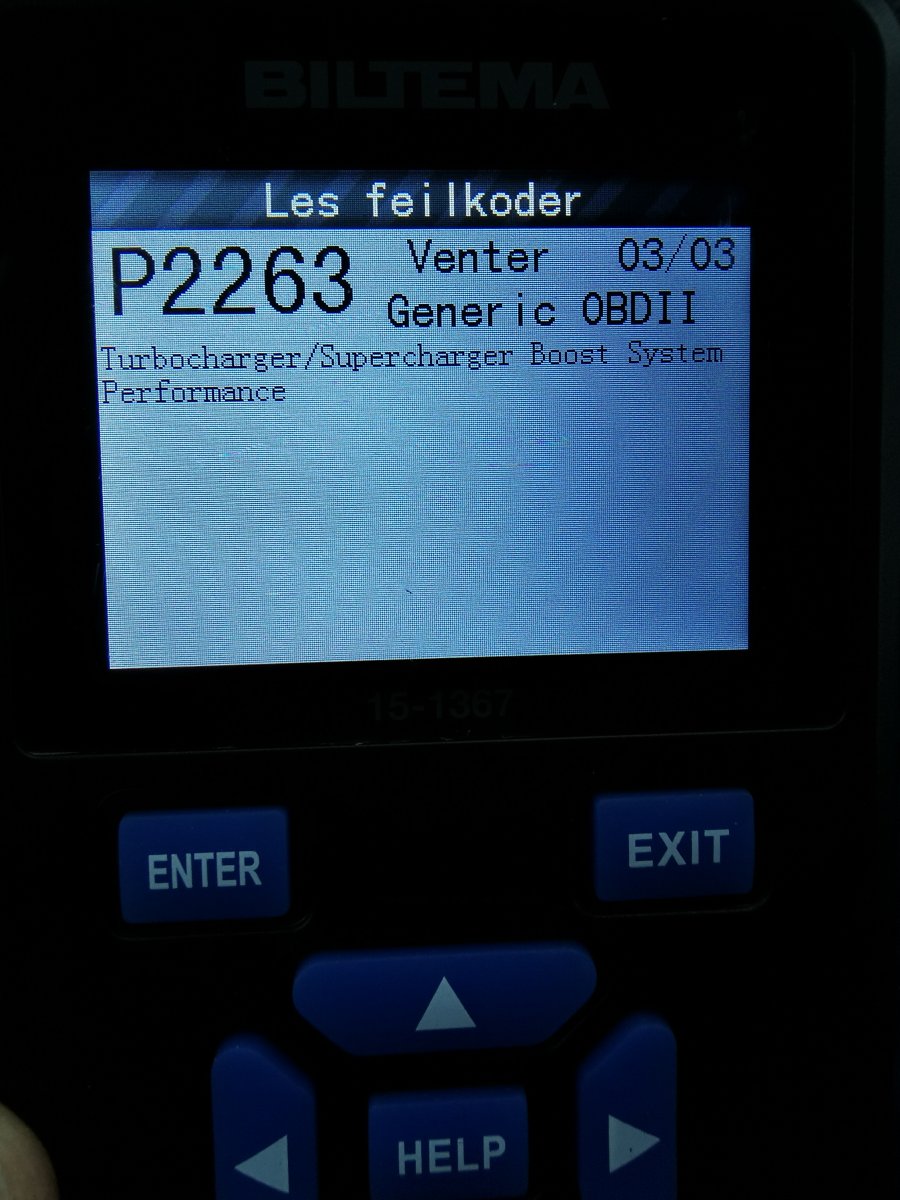 BILTEMA
Les feilkoder
P2263 Venter 03/03
Generic OBDII
Turbocharger/Supercharger Boost System
Performance
15-1367
ENTER
EXIT
HELP